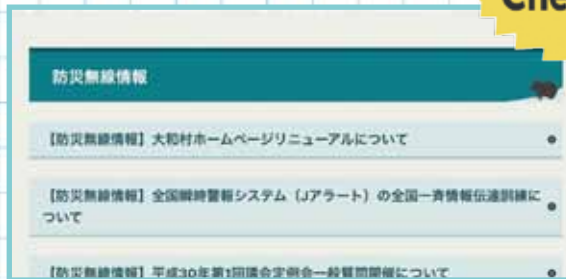 Che
防災無線情報
【防災無線情報】大和村ホームページリニューアルについて
【防災無線情報】全国瞬時警報システム(Jアラート)の全国一斉情報伝達訓練に
ついて
【防災無線情報】平成30年第1回議会定例会一般質問開催について